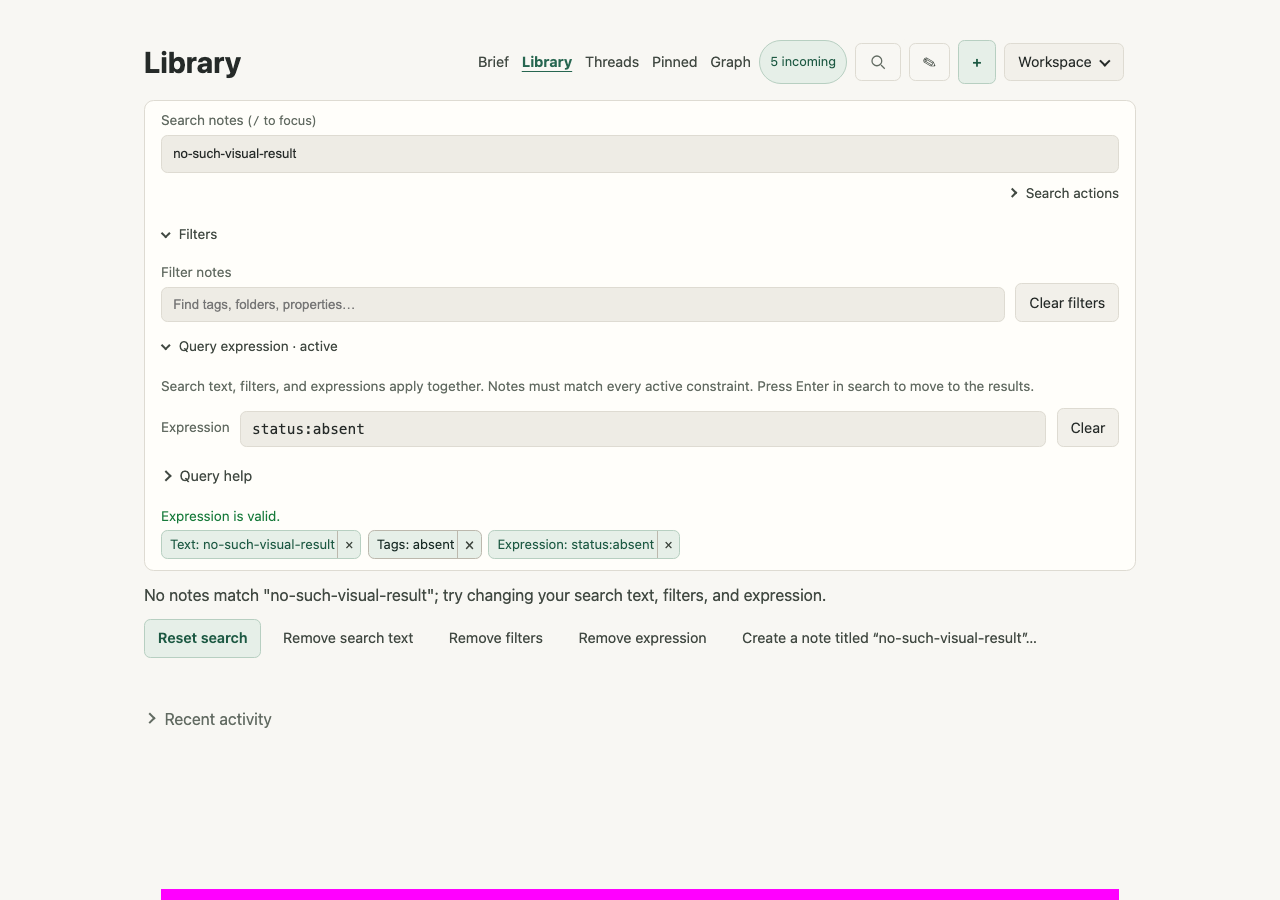 Library
Brief Library Threads Pinned Graph 5 incoming + Workspace
Search notes (/ to focus)
no-such-visual-result
Search actions
Filters
Filter notes
Find tags, folders, properties…
Clear filters
Query expression · active
Search text, filters, and expressions apply together. Notes must match every active constraint. Press Enter in search to move to the results.
Expression status:absent Clear
Query help
Expression is valid.
Text: no-such-visual-result × Tags: absent × Expression: status:absent ×
No notes match "no-such-visual-result"; try changing your search text, filters, and expression.
Reset search Remove search text Remove filters Remove expression Create a note titled “no-such-visual-result”…
Recent activity